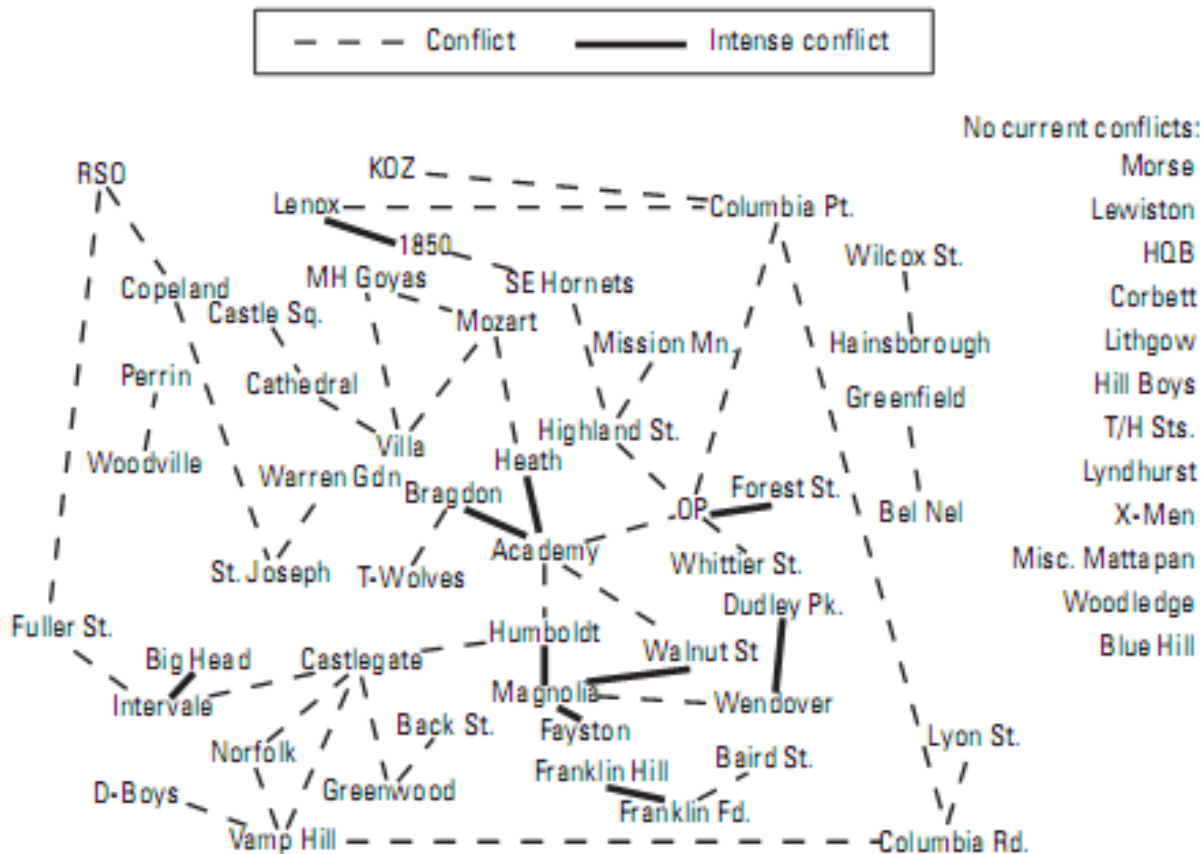 Conflict Intense conflict
No current conflicts:
RSO
KOZ
Morse
Lenox
Columbia Pt.
Lewiston
1850
Wilcox St.
HQB
MH Goyas
SE Hornets
Copeland
Castle Sq.
Mozart
Corbett
Mission Mn.
Hainsborough
Lithgow
Perrin
Cathedral
Greenfield
Hill Boys
Villa
Highland St.
T/H Sts.
Woodville
Warren Gdn
Heath
Bragdon
Forest St.
Lyndhurst
OP
Bel Nel
X-Men
Academy
St. Joseph
T-Wolves
Whittier St.
Misc. Mattapan
Dudley Pk.
Woodledge
Fuller St.
Humboldt
Big Head
Castlegate
Walnut St
Blue Hill
Intervale
Magnolia
Wendover
Back St.
Fayston
Lyon St.
Norfolk
Franklin Hill
Baird St.
D-Boys
Greenwood
Franklin Fd.
Vamp Hill
Columbia Rd.